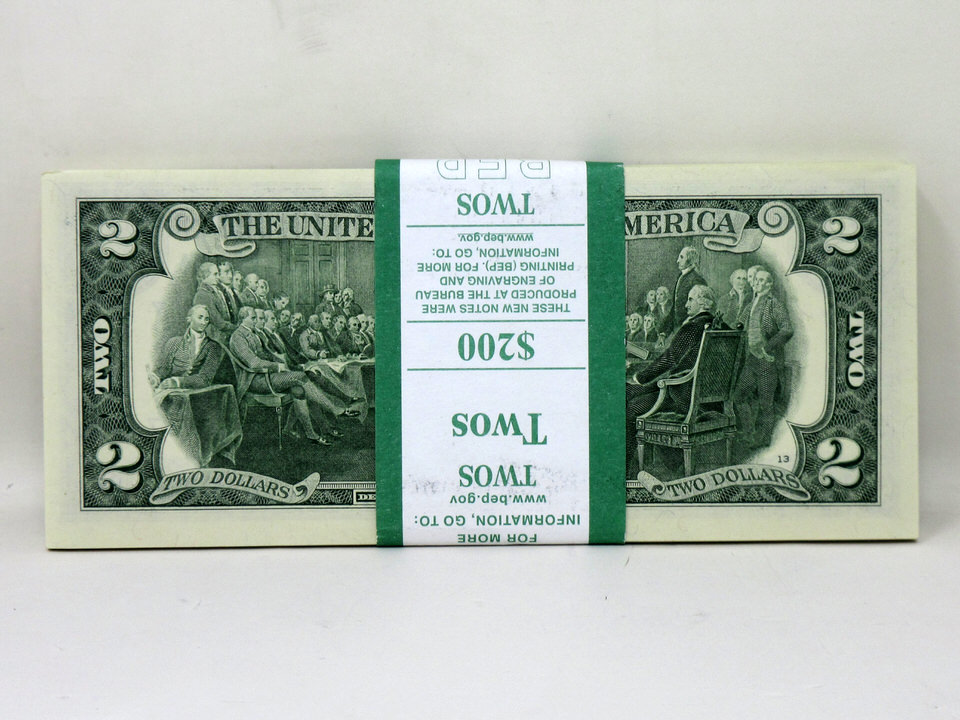 2
THE UNITE
MERICA
2
TWO
TWO
2
TWO DOLLARS
DE
13
TWO DOLLARS
2
FOR MORE
INFORMATION, GO TO:
www.bep.gov
TWOS
TWOS
$200
THESE NEW NOTES WERE
PRODUCED AT THE BUREAU
OF ENGRAVING AND
PRINTING (BEP). FOR MORE
INFORMATION, GO TO:
www.bep.gov.
TWOS
BEP